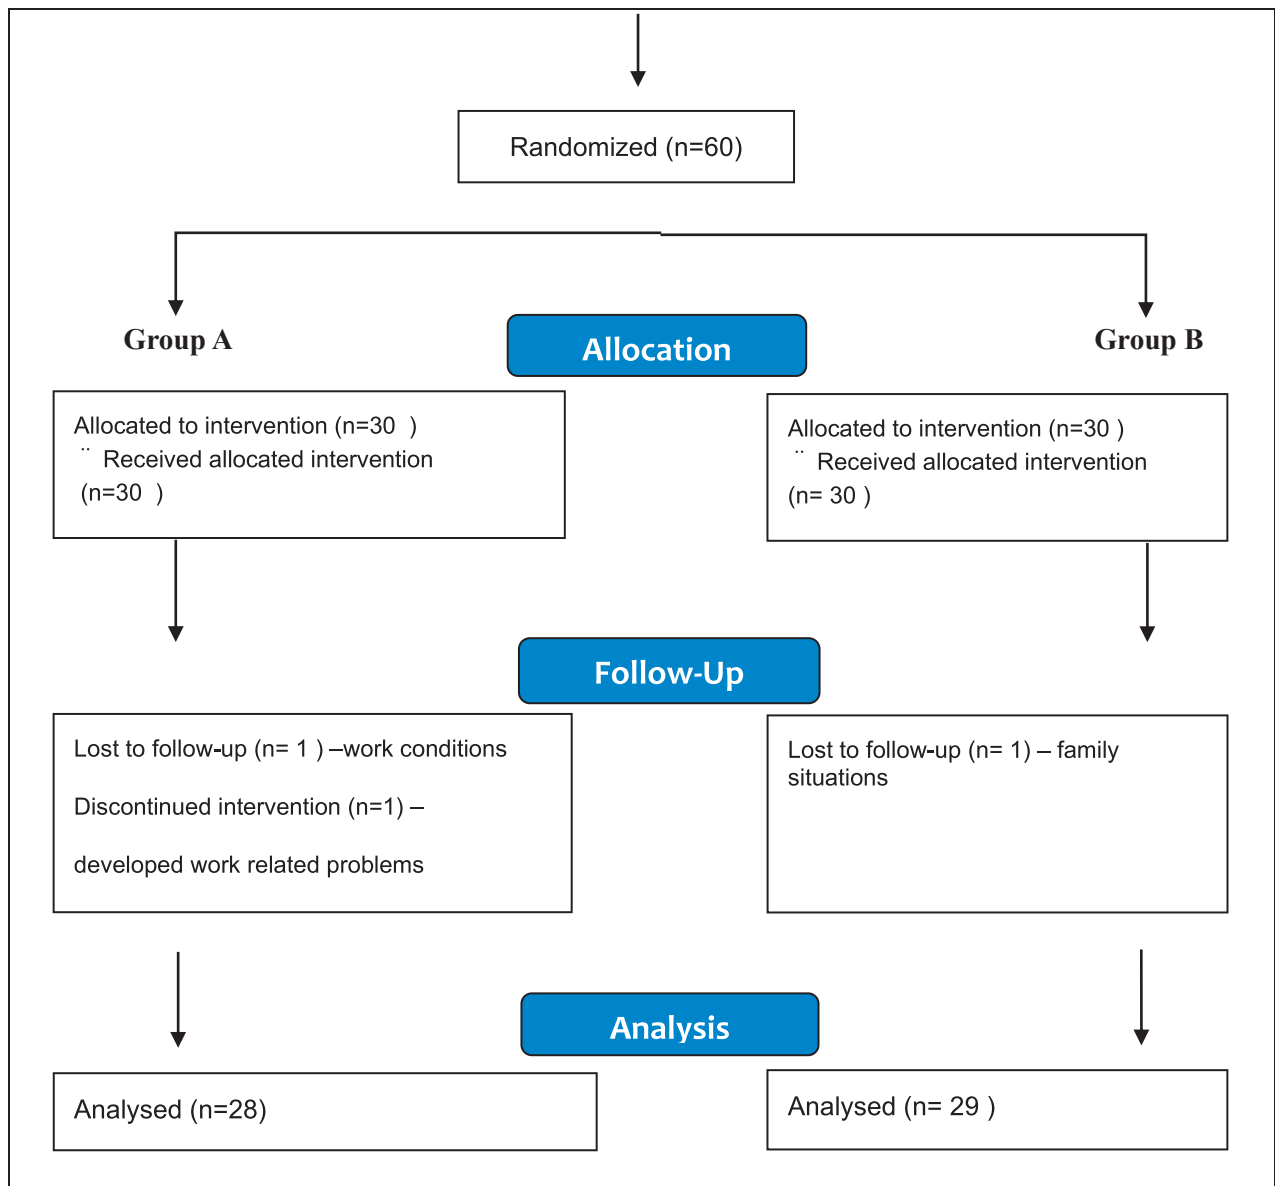 Randomized (n=60)
Group A
Allocation
Group B
Allocated to intervention (n=30  )
¨ Received allocated intervention
(n=30  )
Allocated to intervention (n=30 )
¨ Received allocated intervention
(n= 30 )
Follow-Up
Lost to follow-up (n= 1 ) –work conditions
Discontinued intervention (n=1) –
developed work related problems
Lost to follow-up (n= 1) – family
situations
Analysis
Analysed (n=28)
Analysed (n= 29 )